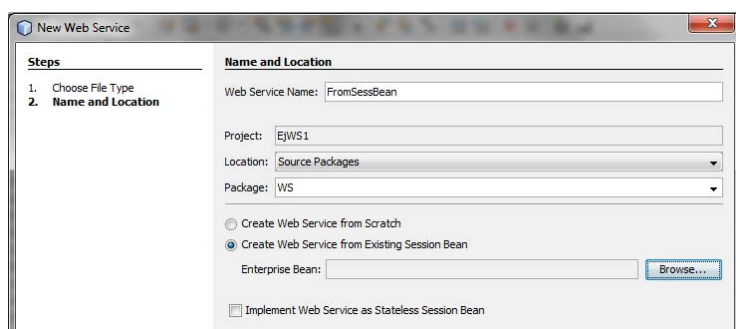 New Web Service
Steps
1. Choose File Type
2. Name and Location
Name and Location
Web Service Name: FromSessBean
Project: EjWS1
Location: Source Packages
Package: WS
Create Web Service from Scratch
Create Web Service from Existing Session Bean
Enterprise Bean: Browse...
Implement Web Service as Stateless Session Bean